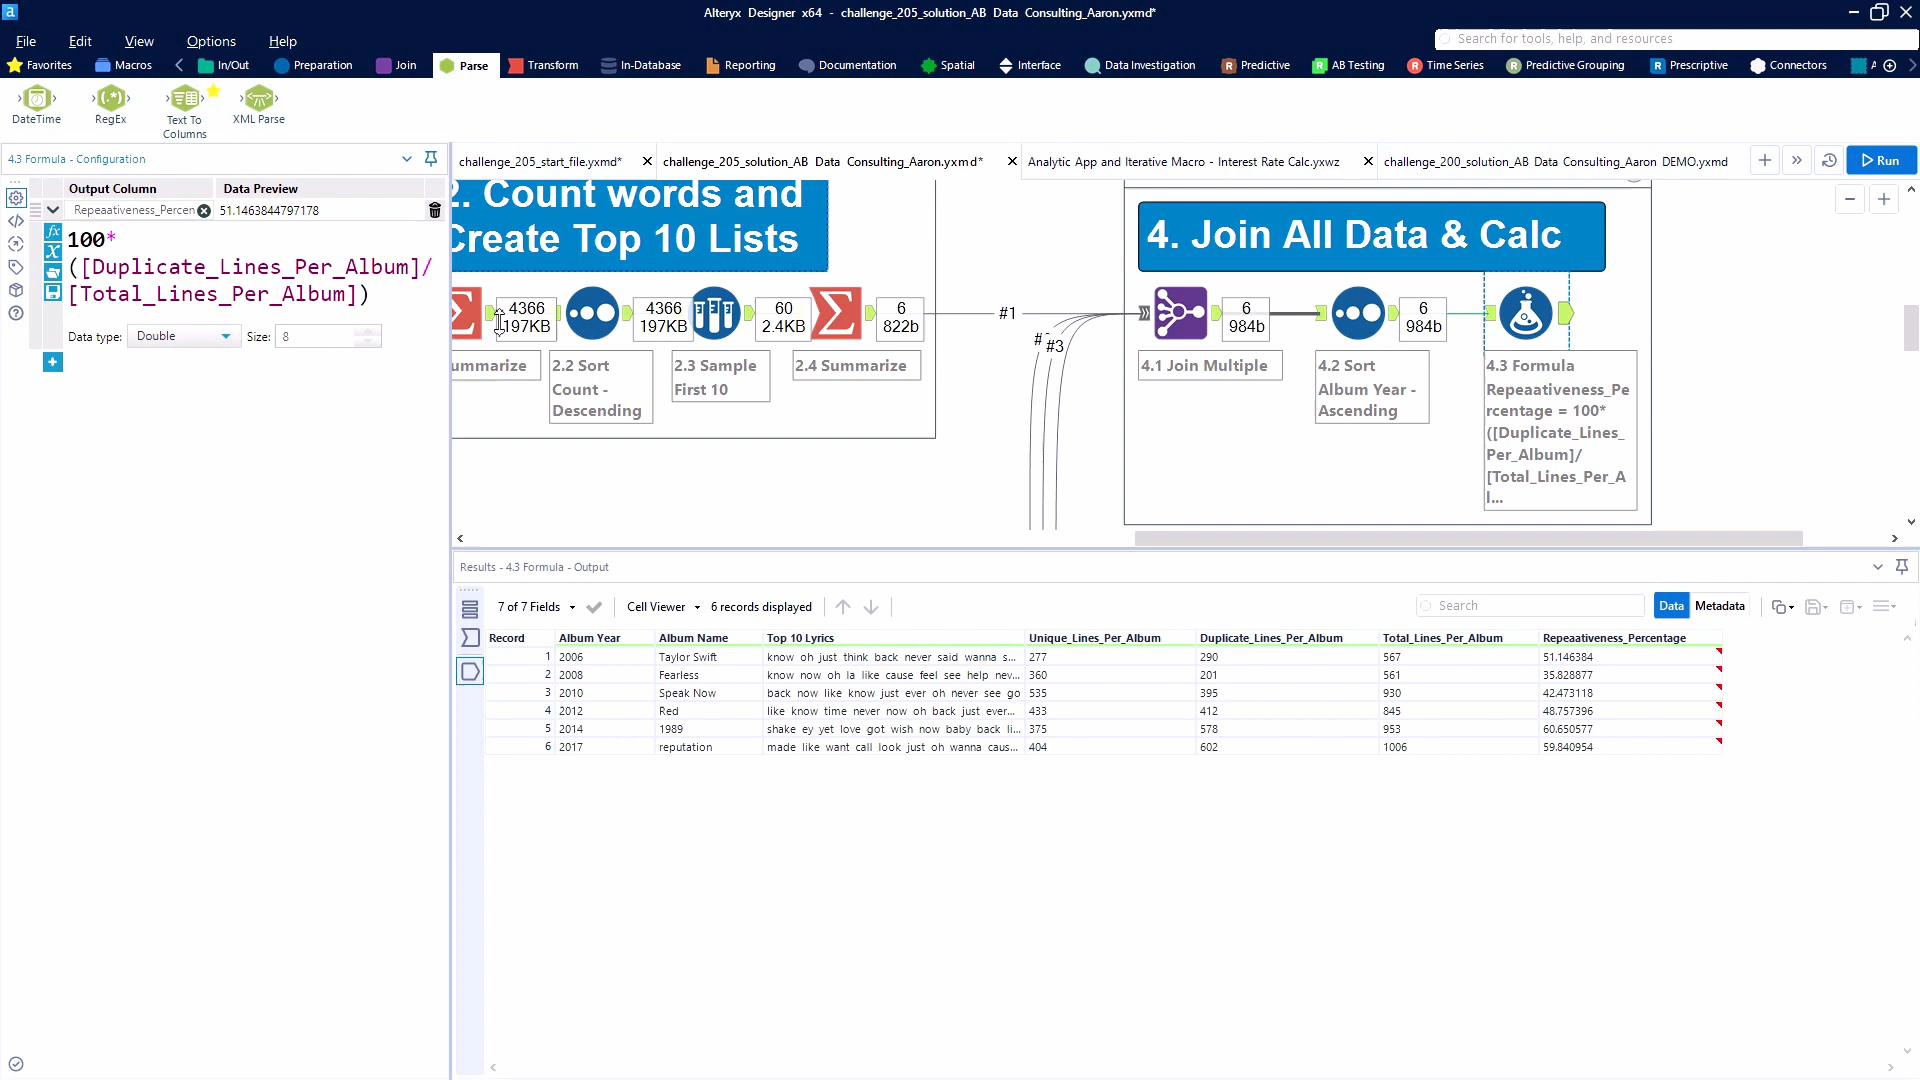 Alteryx Designer x64 - challenge_205_solution_AB Data Consulting_Aaron.yxmd*
File Edit View Options Help
Search for tools, help, and resources
Favorites Macros In/Out Preparation Join Parse Transform In-Database Reporting Documentation Spatial Interface Data Investigation Predictive AB Testing Time Series Predictive Grouping Prescriptive Connectors A
DateTime RegEx Text To Columns XML Parse
4.3 Formula - Configuration
challenge_205_start_file.yxmd* challenge_205_solution_AB Data Consulting_Aaron.yxmd* Analytic App and Iterative Macro - Interest Rate Calc.yxwz challenge_200_solution_AB Data Consulting_Aaron DEMO.yxmd Run
Output Column Data Preview
Repeaativeness_Percen 51.1463844797178
100*
([Duplicate_Lines_Per_Album]/
[Total_Lines_Per_Album])
Data type: Double Size: 8
2. Count words and
Create Top 10 Lists
4366
197KB
4366
197KB
60
2.4KB
6
822b
ummarize
2.2 Sort
Count -
Descending
2.3 Sample
First 10
2.4 Summarize
#1
#
#3
4. Join All Data & Calc
6
984b
6
984b
4.1 Join Multiple
4.2 Sort
Album Year -
Ascending
4.3 Formula
Repeaativeness_Pe
rcentage = 100*
([Duplicate_Lines_
Per_Album]/
[Total_Lines_Per_A
l...
Results - 4.3 Formula - Output
7 of 7 Fields Cell Viewer 6 records displayed Search Data Metadata
Record Album Year Album Name Top 10 Lyrics Unique_Lines_Per_Album Duplicate_Lines_Per_Album Total_Lines_Per_Album Repeaativeness_Percentage
1 2006 Taylor Swift know oh just think back never said wanna s... 277 290 567 51.146384
2 2008 Fearless know now oh la like cause feel see help nev... 360 201 561 35.828877
3 2010 Speak Now back now like know just ever oh never see go 535 395 930 42.473118
4 2012 Red like know time never now oh back just ever... 433 412 845 48.757396
5 2014 1989 shake ey yet love got wish now baby back li... 375 578 953 60.650577
6 2017 reputation made like want call look just oh wanna caus... 404 602 1006 59.840954